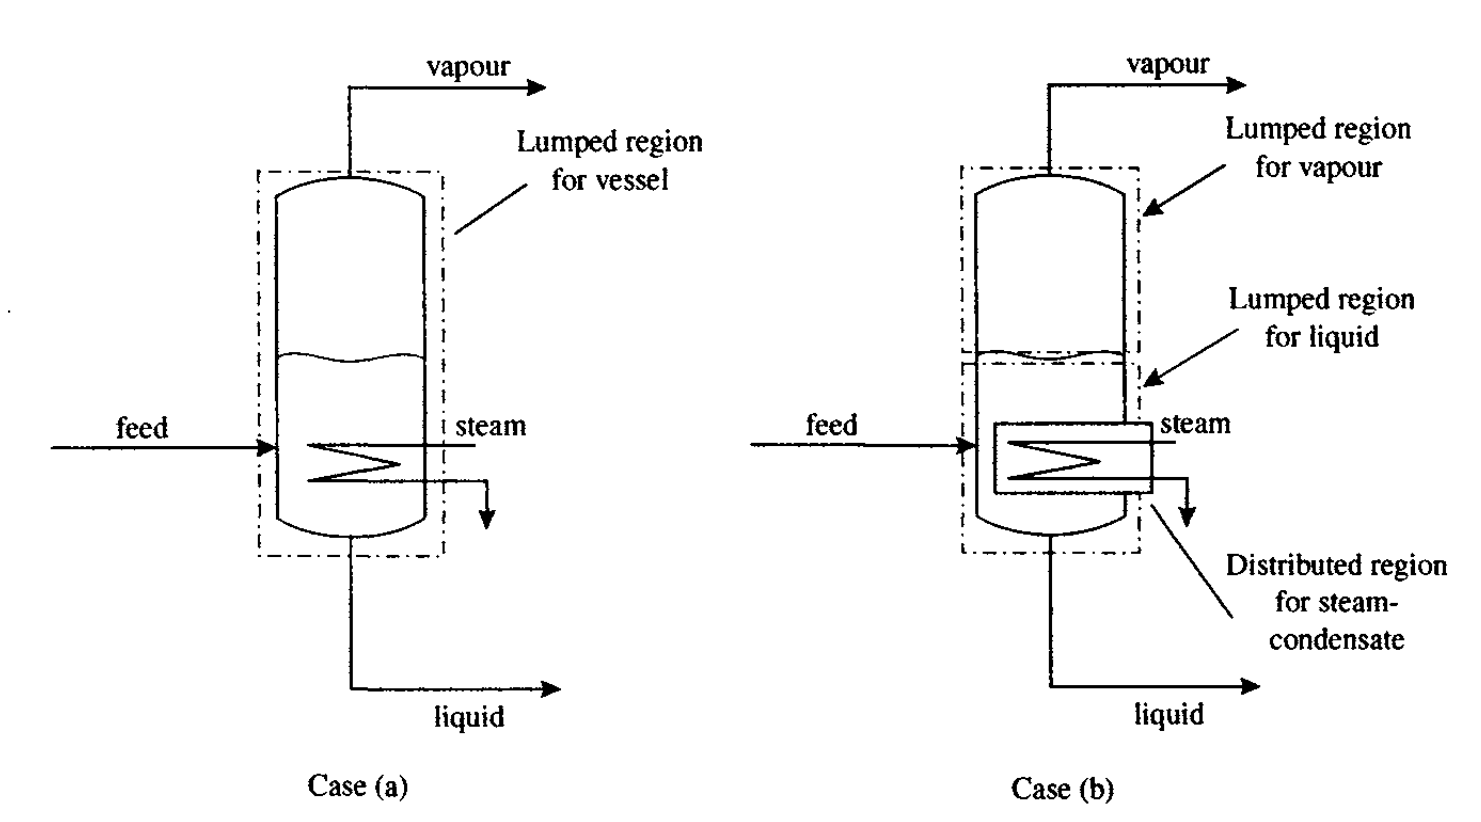 vapour
Lumped region
for vessel
feed
steam
liquid
Case (a)
vapour
Lumped region
for vapour
Lumped region
for liquid
feed
steam
Distributed region
for steam-
condensate
liquid
Case (b)